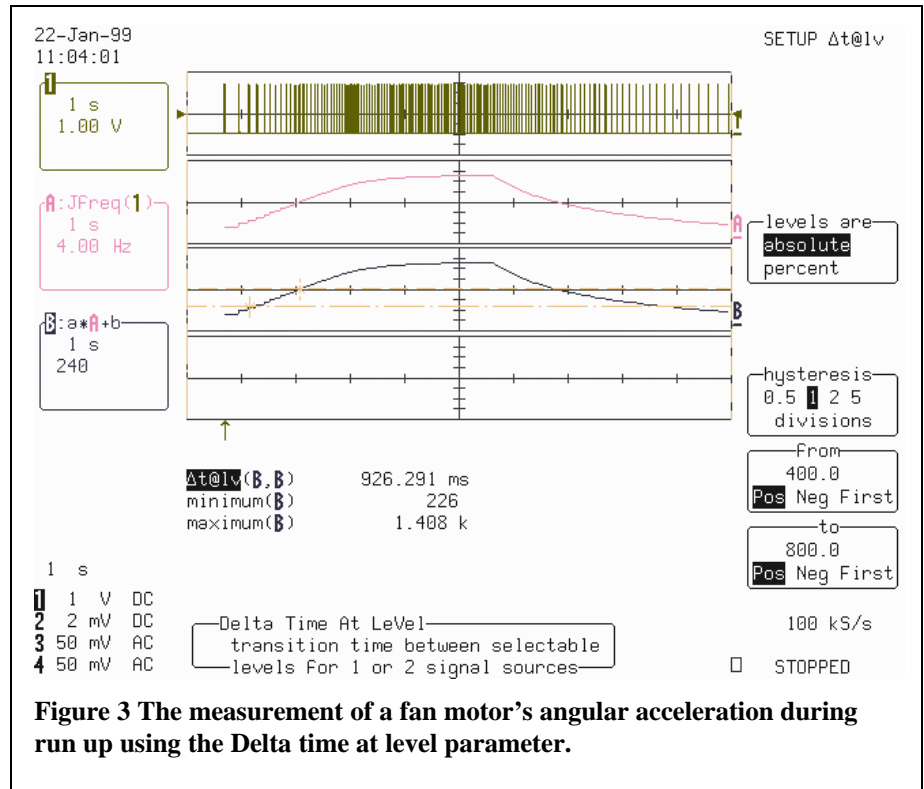 22-Jan-99
11:04:01
SETUP Δt@lv
1
1 s
1.00 V
A:JFreq(1)
1 s
4.00 Hz
B:a*A+b
1 s
240
1
A
B
levels are
absolute
percent
hysteresis
0.5 1 2 5
divisions
From
400.0
Pos Neg First
to
800.0
Pos Neg First
Δt@lv(B,B) 926.291 ms
minimum(B) 226
maximum(B) 1.408 k
1 s
1 1 V DC
2 2 mV DC
3 50 mV AC
4 50 mV AC
Delta Time At LeVel
transition time between selectable
levels For 1 or 2 signal sources
100 kS/s
STOPPED
Figure 3 The measurement of a fan motor's angular acceleration during
run up using the Delta time at level parameter.